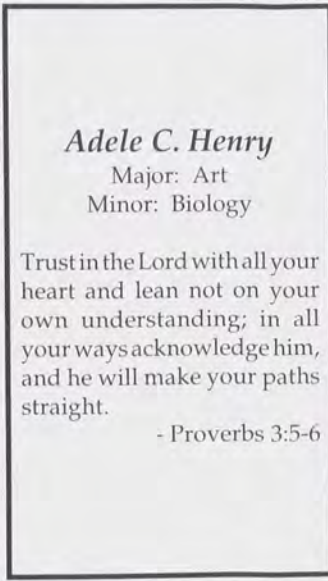 Adele C. Henry
Major: Art
Minor: Biology
Trust in the Lord with all your
heart and lean not on your
own understanding; in all
your ways acknowledge him,
and he will make your paths
straight.
- Proverbs 3:5-6